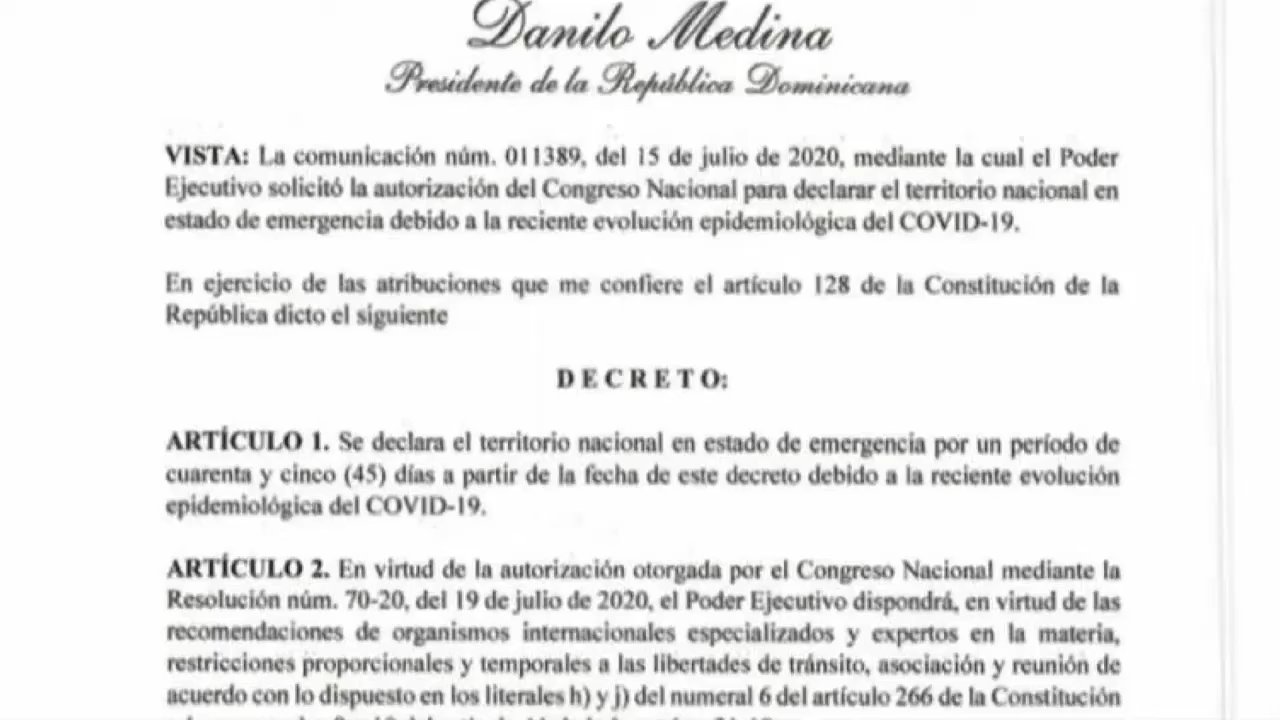 Danilo Medina
Presidente de la República Dominicana
VISTA: La comunicación núm. 011389, del 15 de julio de 2020, mediante la cual el Poder
Ejecutivo solicitó la autorización del Congreso Nacional para declarar el territorio nacional en
estado de emergencia debido a la reciente evolución epidemiológica del COVID-19.
En ejercicio de las atribuciones que me confiere el artículo 128 de la Constitución de la
República dicto el siguiente
DECRETO:
ARTÍCULO 1. Se declara el territorio nacional en estado de emergencia por un período de
cuarenta y cinco (45) días a partir de la fecha de este decreto debido a la reciente evolución
epidemiológica del COVID-19.
ARTÍCULO 2. En virtud de la autorización otorgada por el Congreso Nacional mediante la
Resolución núm. 70-20, del 19 de julio de 2020, el Poder Ejecutivo dispondrá, en virtud de las
recomendaciones de organismos internacionales especializados y expertos en la materia,
restricciones proporcionales y temporales a las libertades de tránsito, asociación y reunión de
acuerdo con lo dispuesto en los literales h) y j) del numeral 6 del artículo 266 de la Constitución